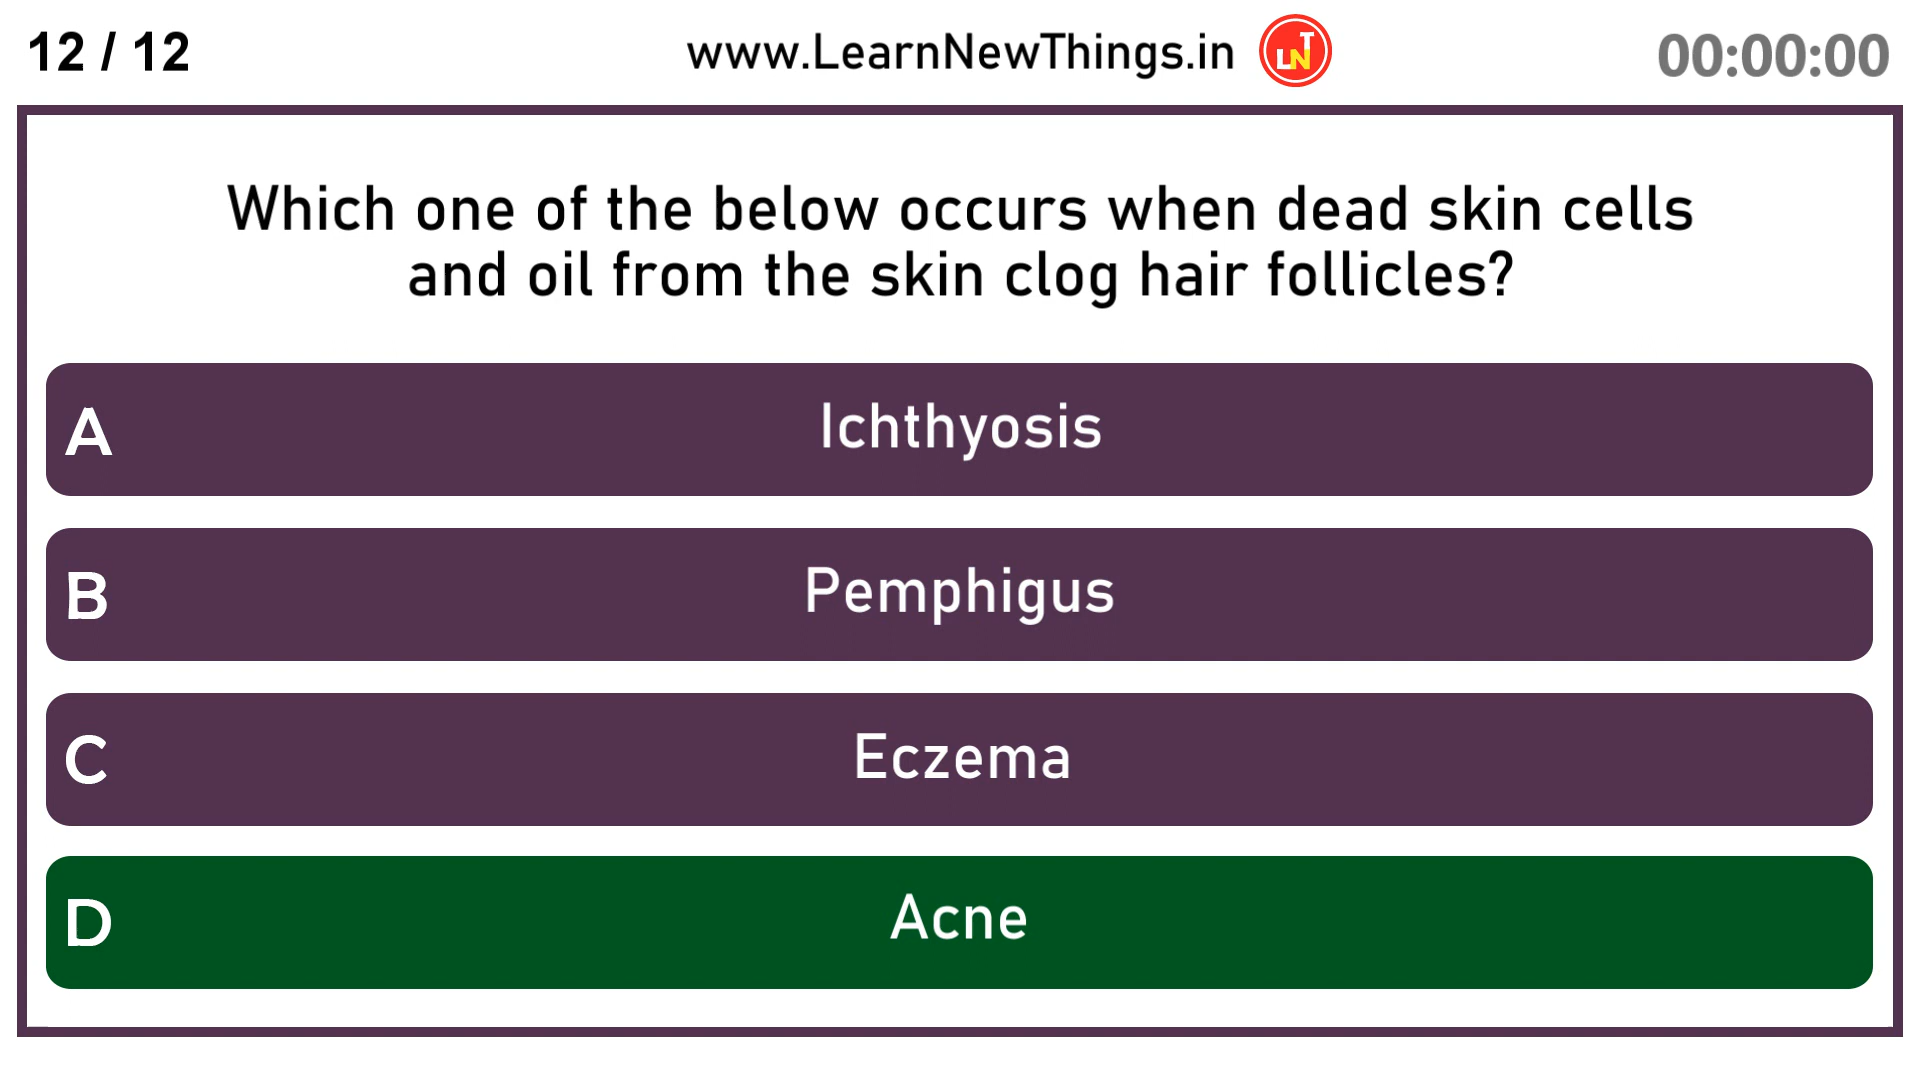 12 / 12
www.LearnNewThings.in
LNT
00:00:00
Which one of the below occurs when dead skin cells
and oil from the skin clog hair follicles?
A Ichthyosis
B Pemphigus
C Eczema
D Acne